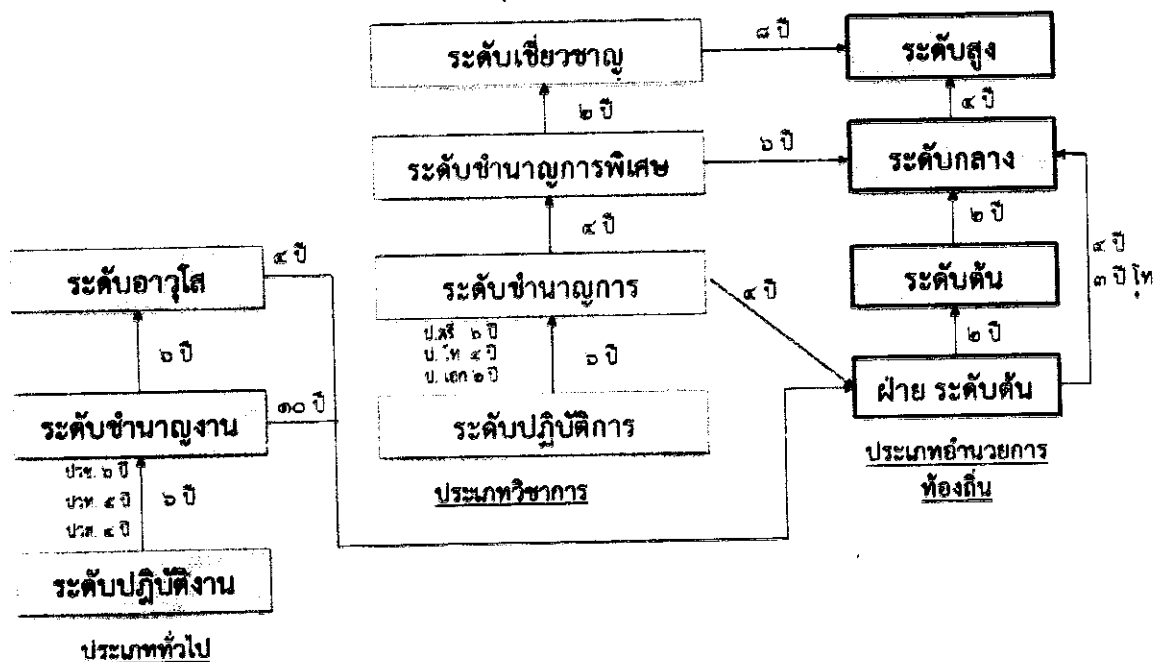 ระดับเชี่ยวชาญ
๘ ปี
ระดับสูง
๒ ปี
๔ ปี
ระดับชำนาญการพิเศษ
๖ ปี
ระดับกลาง
๔ ปี
๒ ปี
๔ ปี
๓ ปี โท
ระดับอาวุโส
๔ ปี
ระดับชำนาญการ
๔ ปี
ระดับต้น
๖ ปี
ป.ตรี ๖ ปี
ป. โท ๔ ปี
ป. เอก ๒ ปี
๖ ปี
๒ ปี
ระดับชำนาญงาน
๑๐ ปี
ระดับปฏิบัติการ
ฝ่าย ระดับต้น
ปวช. ๖ ปี
ปวท. ๕ ปี
ปวส. ๔ ปี
๖ ปี
ประเภทวิชาการ
ประเภทอำนวยการ
ท้องถิ่น
ระดับปฏิบัติงาน
ประเภททั่วไป